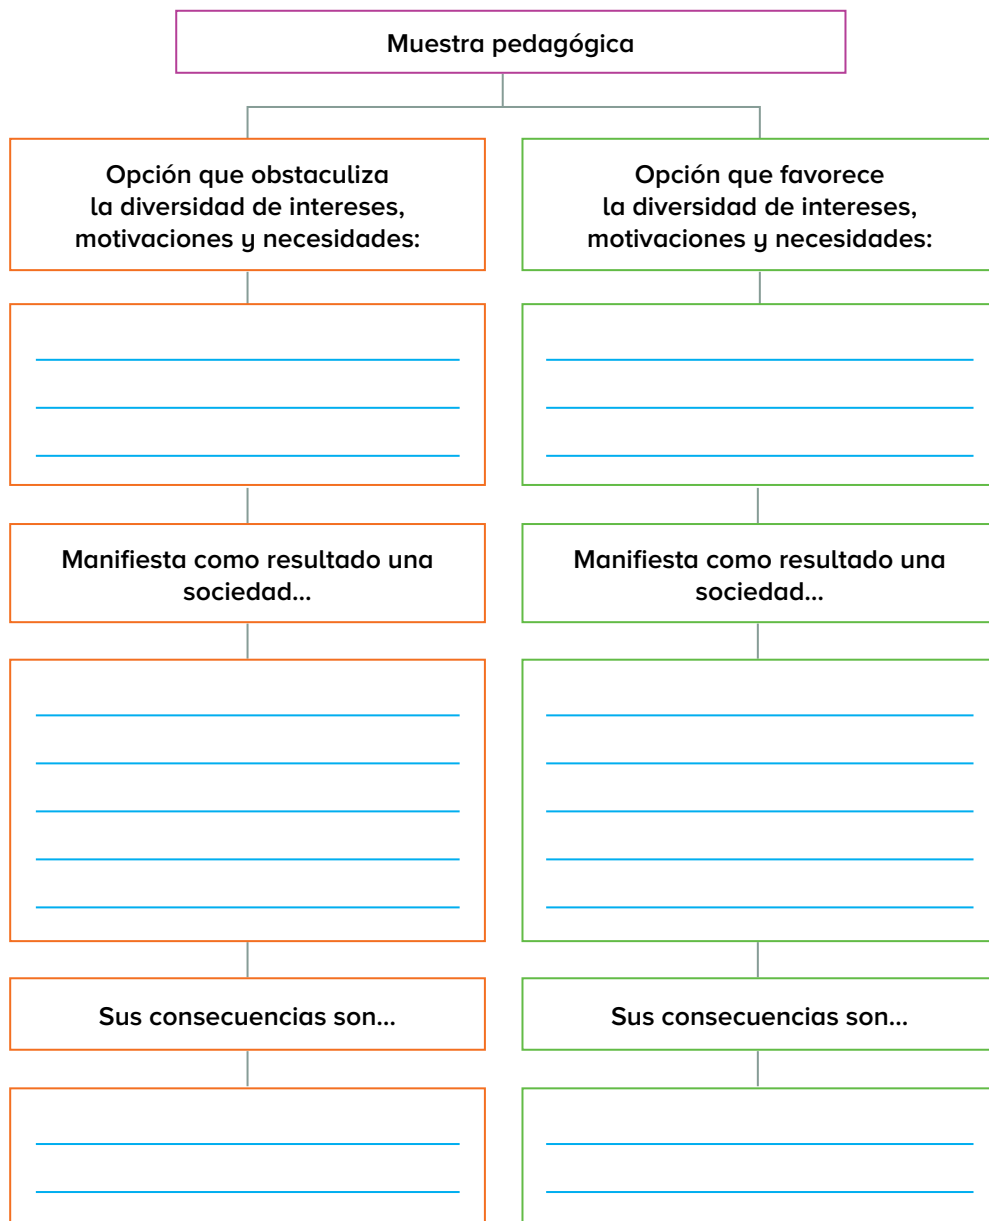 Muestra pedagógica
Opción que obstaculiza
la diversidad de intereses,
motivaciones y necesidades:
Opción que favorece
la diversidad de intereses,
motivaciones y necesidades:
Manifiesta como resultado una
sociedad...
Manifiesta como resultado una
sociedad...
Sus consecuencias son...
Sus consecuencias son...